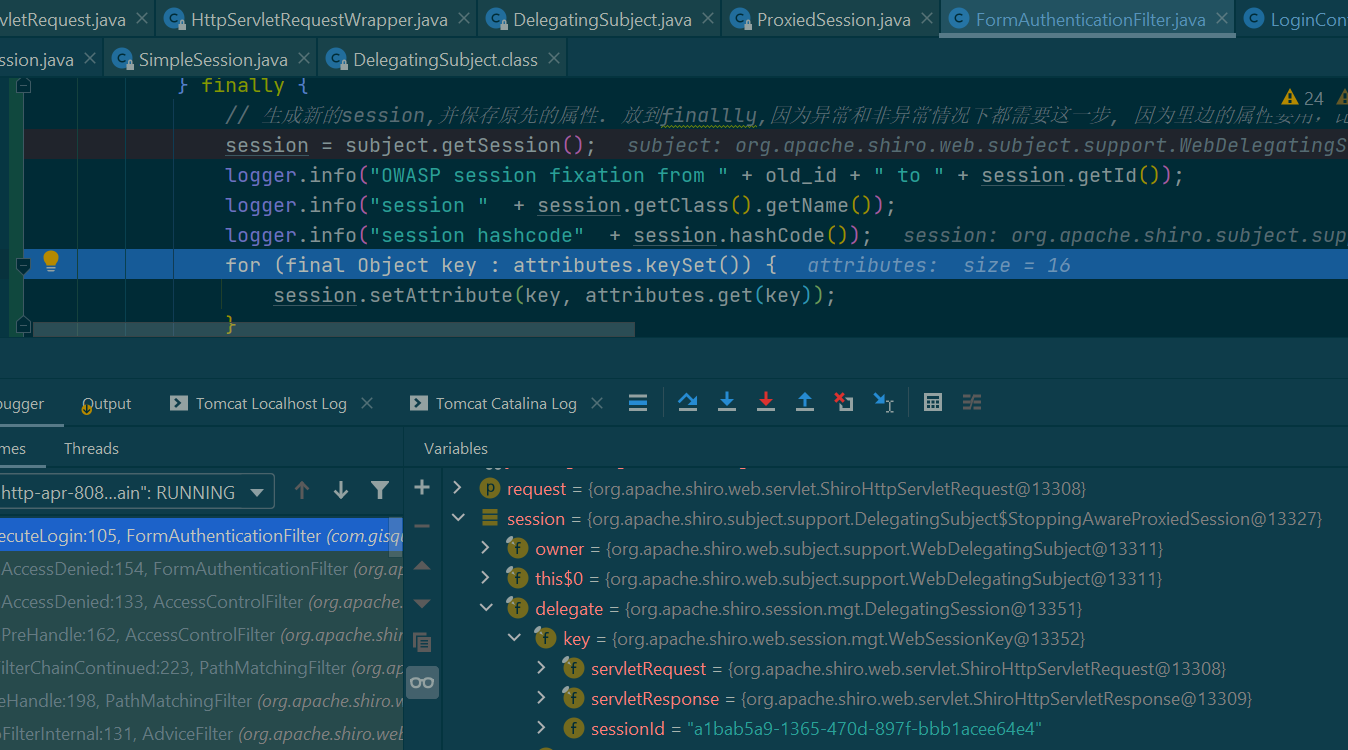 vletRequest.java HttpServletRequestWrapper.java DelegatingSubject.java ProxiedSession.java FormAuthenticationFilter.java LoginCon
ssion.java SimpleSession.java DelegatingSubject.class
} finally {
// 生成新的session,并保存原先的属性. 放到finallly,因为异常和非异常情况下都需要这一步, 因为里边的属性要用,
24
session = subject.getSession(); subject: org.apache.shiro.web.subject.support.WebDelegatingS
logger.info("OWASP session fixation from " + old_id + " to " + session.getId());
logger.info("session " + session.getClass().getName());
logger.info("session hashcode" + session.hashCode()); session: org.apache.shiro.subject.sup
for (final Object key : attributes.keySet()) { attributes: size = 16
session.setAttribute(key, attributes.get(key));
}
bugger Output Tomcat Localhost Log Tomcat Catalina Log
mes Threads Variables
http-apr-808...ain": RUNNING
request = {org.apache.shiro.web.servlet.ShiroHttpServletRequest@13308}
session = {org.apache.shiro.subject.support.DelegatingSubject$StoppingAwareProxiedSession@13327}
ecuteLogin:105, FormAuthenticationFilter (com.gisq
owner = {org.apache.shiro.web.subject.support.WebDelegatingSubject@13311}
AccessDenied:154, FormAuthenticationFilter (org.ap
this$0 = {org.apache.shiro.web.subject.support.WebDelegatingSubject@13311}
AccessDenied:133, AccessControlFilter (org.apache.
delegate = {org.apache.shiro.session.mgt.DelegatingSession@13351}
PreHandle:162, AccessControlFilter (org.apache.shir
key = {org.apache.shiro.web.session.mgt.WebSessionKey@13352}
ilterChainContinued:223, PathMatchingFilter (org.ap
servletRequest = {org.apache.shiro.web.servlet.ShiroHttpServletRequest@13308}
eHandle:198, PathMatchingFilter (org.apache.shiro.w
servletResponse = {org.apache.shiro.web.servlet.ShiroHttpServletResponse@13309}
FilterInternal:131, AdviceFilter (org.apache.shiro.web
sessionId = "a1bab5a9-1365-470d-897f-bbb1acee64e4"